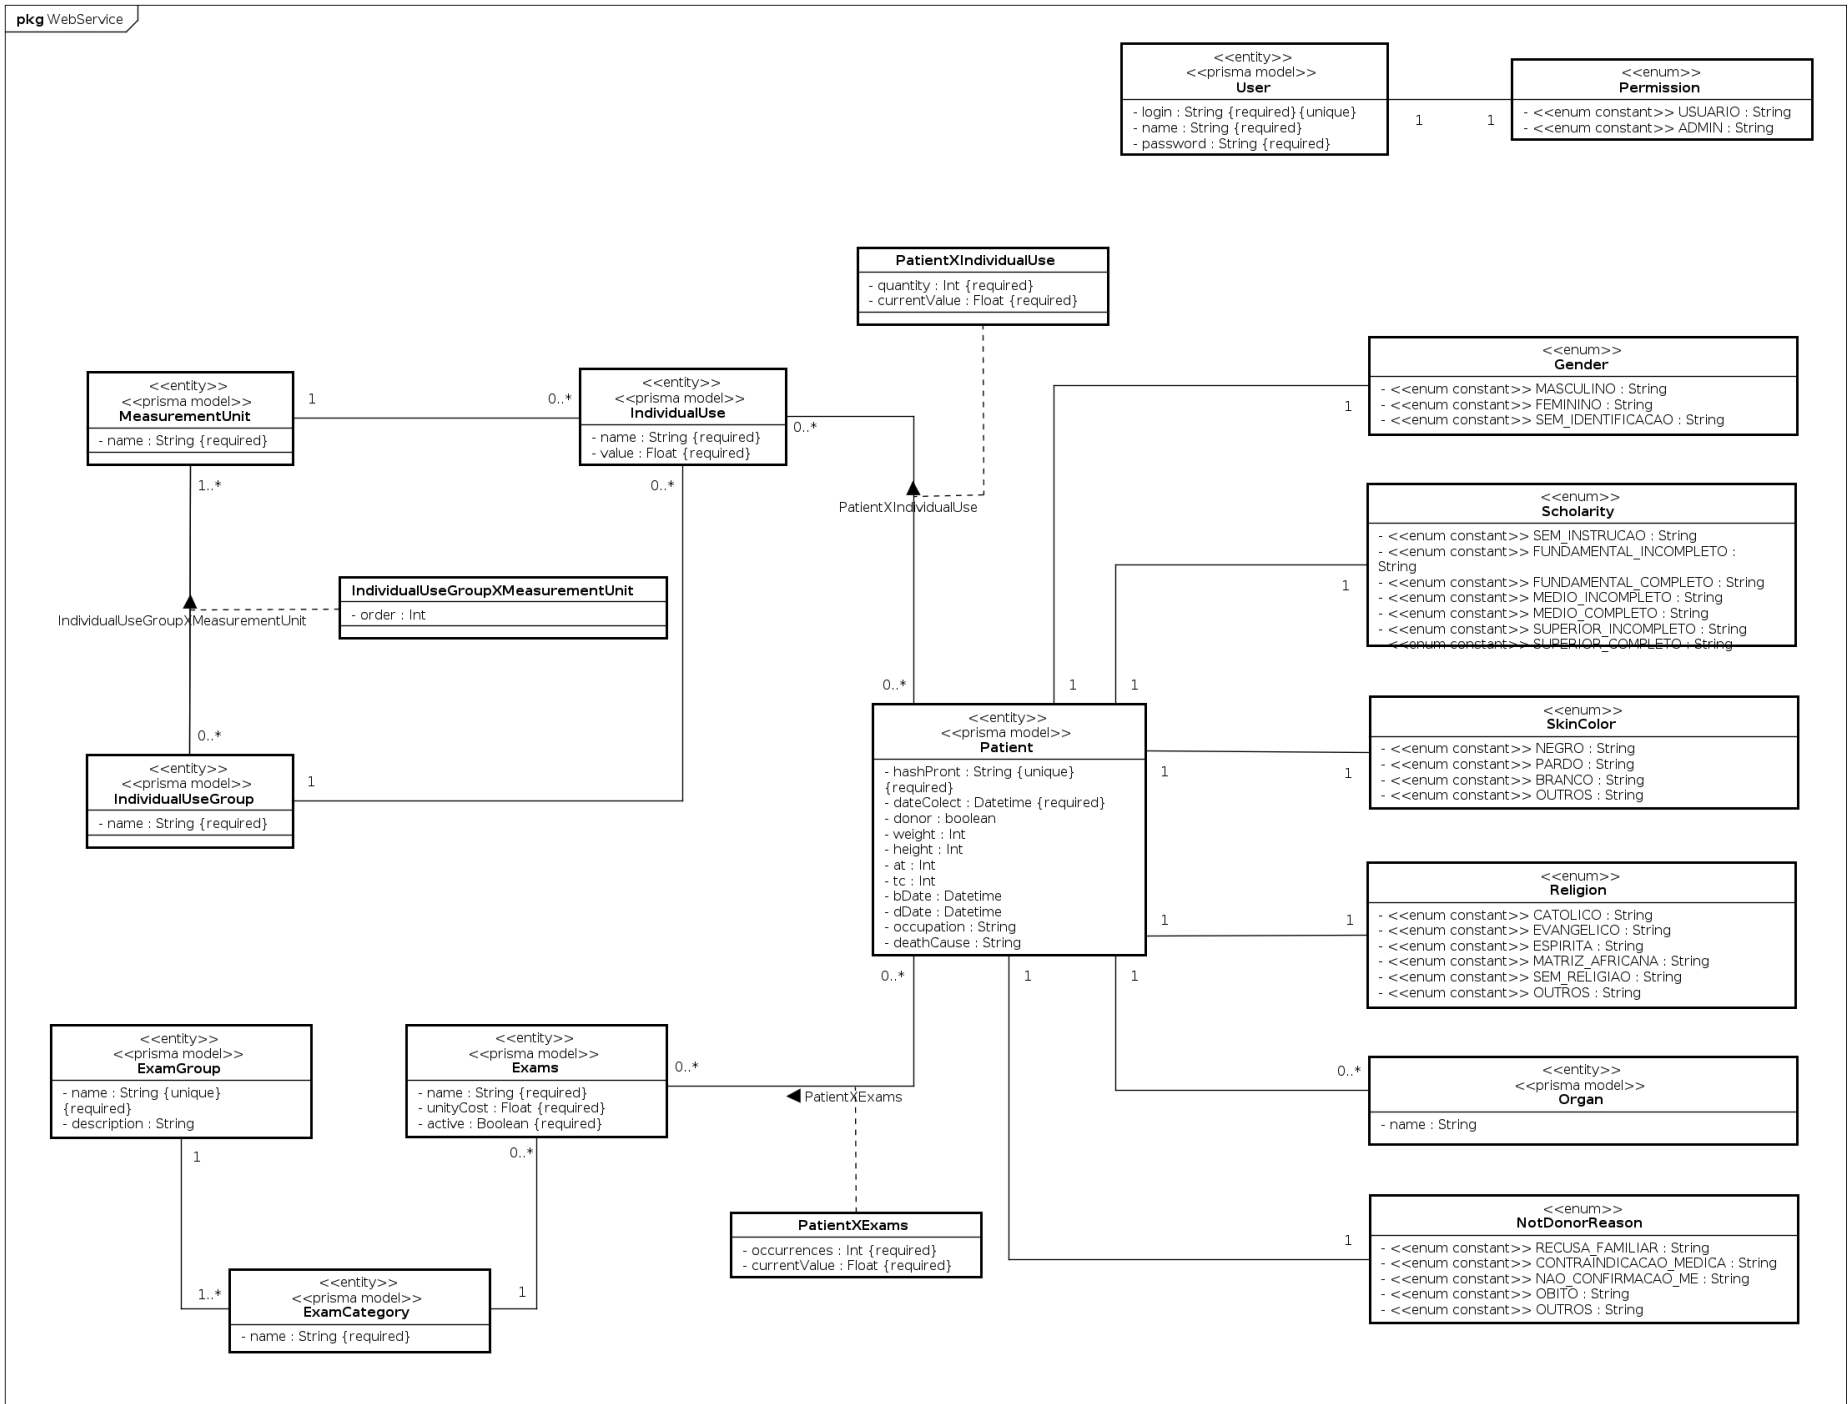 pkg WebService
<<entity>>
<<prisma model>>
User
- login : String {required}{unique}
- name : String {required}
- password : String {required}
1
1
<<enum>>
Permission
- <<enum constant>> USUARIO : String
- <<enum constant>> ADMIN : String
PatientXIndividualUse
- quantity : Int {required}
- currentValue : Float {required}
<<entity>>
<<prisma model>>
MeasurementUnit
- name : String {required}
1
0..*
<<entity>>
<<prisma model>>
IndividualUse
- name : String {required}
- value : Float {required}
0..*
PatientXIndividualUse
1..*
0..*
IndividualUseGroupXMeasurementUnit
IndividualUseGroupXMeasurementUnit
- order : Int
0..*
<<entity>>
<<prisma model>>
IndividualUseGroup
- name : String {required}
1
<<enum>>
Gender
- <<enum constant>> MASCULINO : String
- <<enum constant>> FEMININO : String
- <<enum constant>> SEM_IDENTIFICACAO : String
1
<<enum>>
Scholarity
- <<enum constant>> SEM_INSTRUCAO : String
- <<enum constant>> FUNDAMENTAL_INCOMPLETO :
String
- <<enum constant>> FUNDAMENTAL_COMPLETO : String
- <<enum constant>> MEDIO_INCOMPLETO : String
- <<enum constant>> MEDIO_COMPLETO : String
- <<enum constant>> SUPERIOR_INCOMPLETO : String
- <<enum constant>> SUPERIOR_COMPLETO : String
1
0..*
1
1
<<entity>>
<<prisma model>>
Patient
- hashPront : String {unique}
{required}
- dateColect : Datetime {required}
- donor : boolean
- weight : Int
- height : Int
- at : Int
- tc : Int
- bDate : Datetime
- dDate : Datetime
- occupation : String
- deathCause : String
1
1
<<enum>>
SkinColor
- <<enum constant>> NEGRO : String
- <<enum constant>> PARDO : String
- <<enum constant>> BRANCO : String
- <<enum constant>> OUTROS : String
1
1
<<enum>>
Religion
- <<enum constant>> CATOLICO : String
- <<enum constant>> EVANGELICO : String
- <<enum constant>> ESPIRITA : String
- <<enum constant>> MATRIZ_AFRICANA : String
- <<enum constant>> SEM_RELIGIAO : String
- <<enum constant>> OUTROS : String
0..*
1
1
<<entity>>
<<prisma model>>
ExamGroup
- name : String {unique}
{required}
- description : String
<<entity>>
<<prisma model>>
Exams
- name : String {required}
- unityCost : Float {required}
- active : Boolean {required}
0..*
PatientXExams
0..*
<<entity>>
<<prisma model>>
Organ
- name : String
1
0..*
PatientXExams
- occurrences : Int {required}
- currentValue : Float {required}
1..*
<<entity>>
<<prisma model>>
ExamCategory
- name : String {required}
1
1
<<enum>>
NotDonorReason
- <<enum constant>> RECUSA_FAMILIAR : String
- <<enum constant>> CONTRAINDICACAO_MEDICA : String
- <<enum constant>> NAO_CONFIRMACAO_ME : String
- <<enum constant>> OBITO : String
- <<enum constant>> OUTROS : String